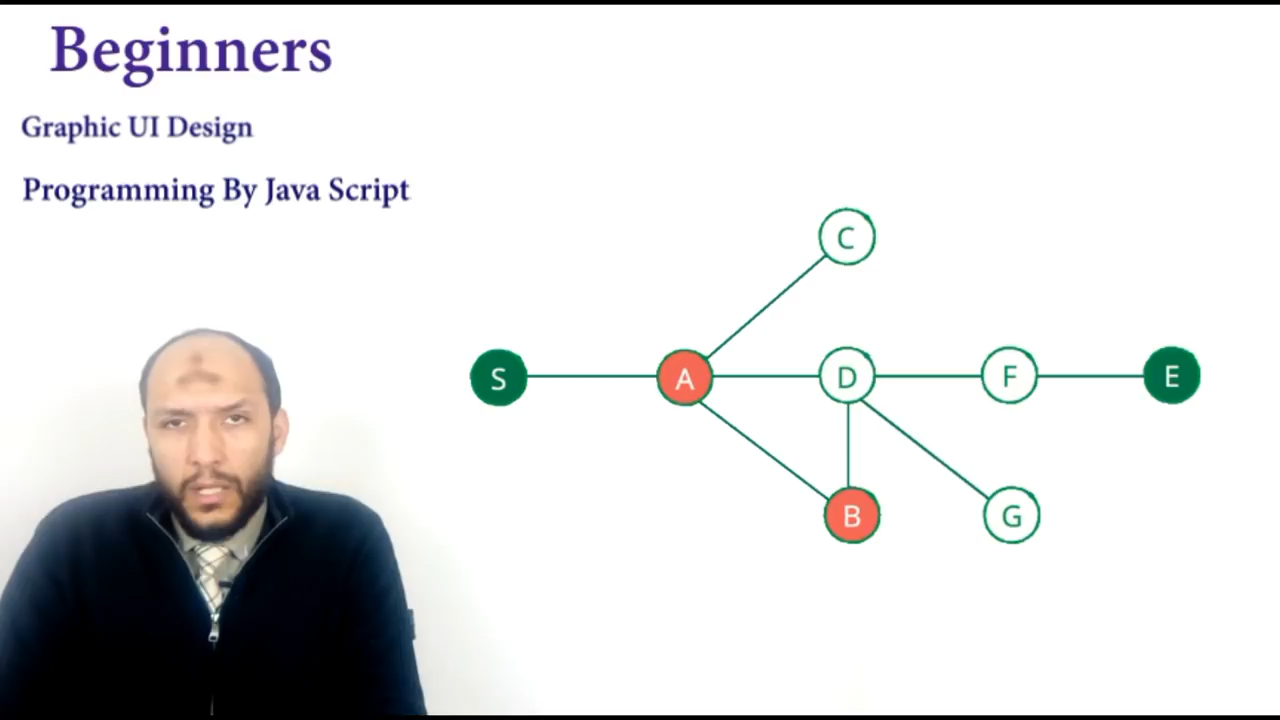 Beginners
Graphic UI Design
Programming By Java Script
C
S A D F E
B G